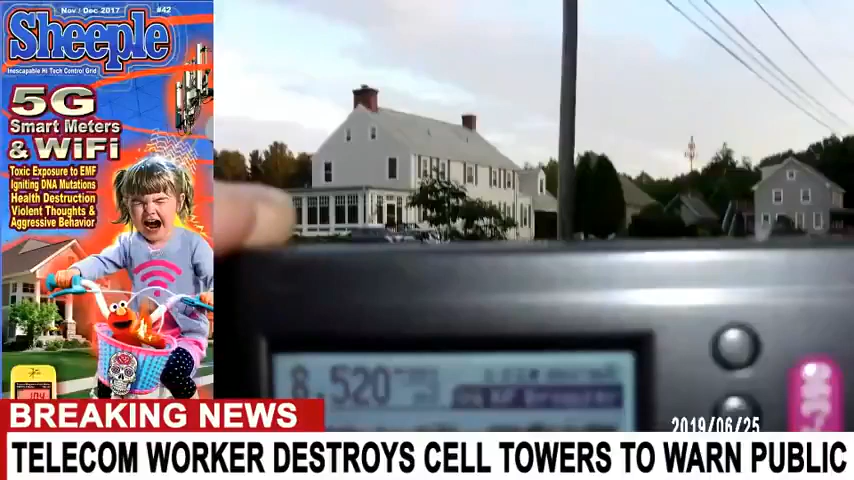 Nov / Dec 2017 #42
Sheeple
Inescapable Hi Tech Control Grid
5G
Smart Meters
& WiFi
Toxic Exposure to EMF
Igniting DNA Mutations
Health Destruction
Violent Thoughts &
Aggressive Behavior
8.520
2019/06/25
BREAKING NEWS
TELECOM WORKER DESTROYS CELL TOWERS TO WARN PUBLIC